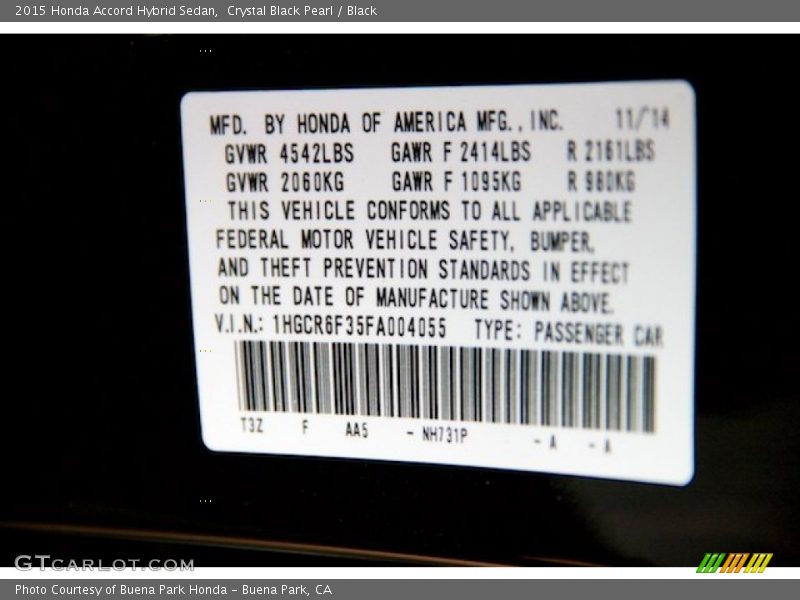 2015 Honda Accord Hybrid Sedan,  Crystal Black Pearl / Black
MFD. BY HONDA OF AMERICA MFG., INC. 11/14
GVWR 4542LBS GAWR F 2414LBS R 2161LBS
GVWR 2060KG GAWR F 1095KG R 980KG
THIS VEHICLE CONFORMS TO ALL APPLICABLE
FEDERAL MOTOR VEHICLE SAFETY, BUMPER,
AND THEFT PREVENTION STANDARDS IN EFFECT
ON THE DATE OF MANUFACTURE SHOWN ABOVE.
V.I.N.: 1HGCR6F35FA004055 TYPE: PASSENGER CAR
T3Z F AA5 - NH731P - A - A
GTCARLOT.COM
Photo Courtesy of Buena Park Honda - Buena Park, CA